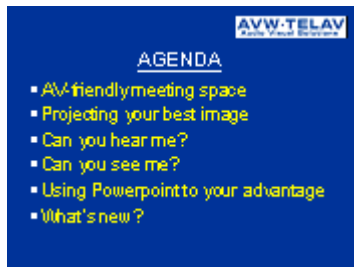 AVW-TELAV
Audio Visual Solutions
AGENDA
▪ AV-friendly meeting space
▪ Projecting your best image
▪ Can you hear me?
▪ Can you see me?
▪ Using Powerpoint to your advantage
▪ What's new?